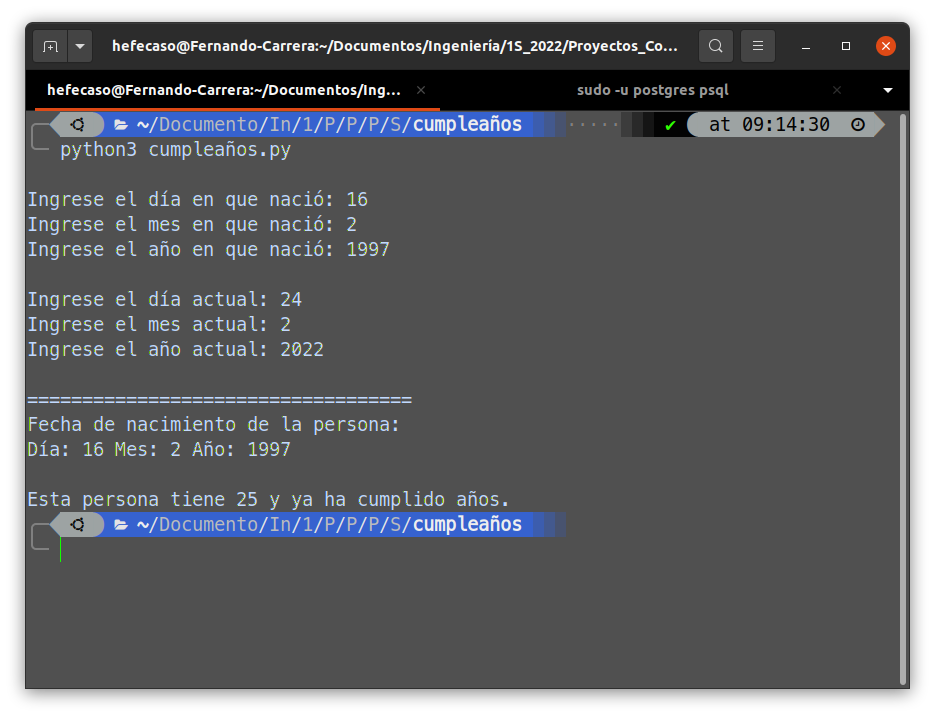 hefecaso@Fernando-Carrera:~/Documentos/Ingeniería/1S_2022/Proyectos_Co...
hefecaso@Fernando-Carrera:~/Documentos/Ing...
sudo -u postgres psql
~/Documento/In/1/P/P/P/S/cumpleaños ····· ✔ at 09:14:30
python3 cumpleaños.py
Ingrese el día en que nació: 16
Ingrese el mes en que nació: 2
Ingrese el año en que nació: 1997
Ingrese el día actual: 24
Ingrese el mes actual: 2
Ingrese el año actual: 2022
===================================
Fecha de nacimiento de la persona:
Día: 16 Mes: 2 Año: 1997
Esta persona tiene 25 y ya ha cumplido años.
~/Documento/In/1/P/P/P/S/cumpleaños